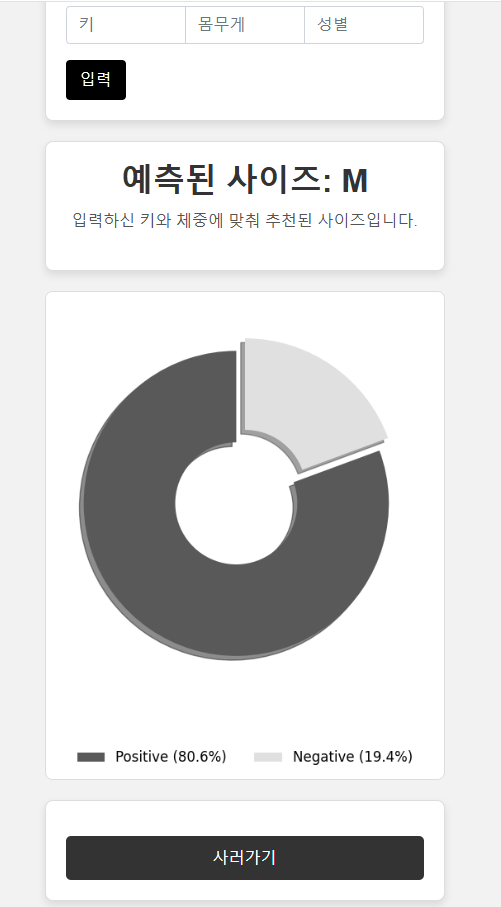 키 몸무게 성별
입력
예측된 사이즈: M
입력하신 키와 체중에 맞춰 추천된 사이즈입니다.
Positive (80.6%) Negative (19.4%)
사러가기